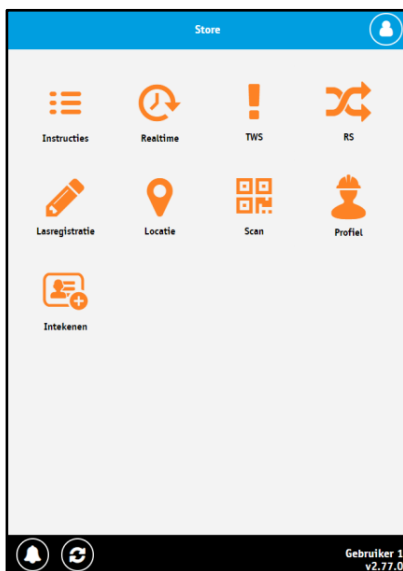 Store
Instructies Realtime TWS RS
Lasregistratie Locatie Scan Profiel
Intekenen
Gebruiker 1
v2.77.0